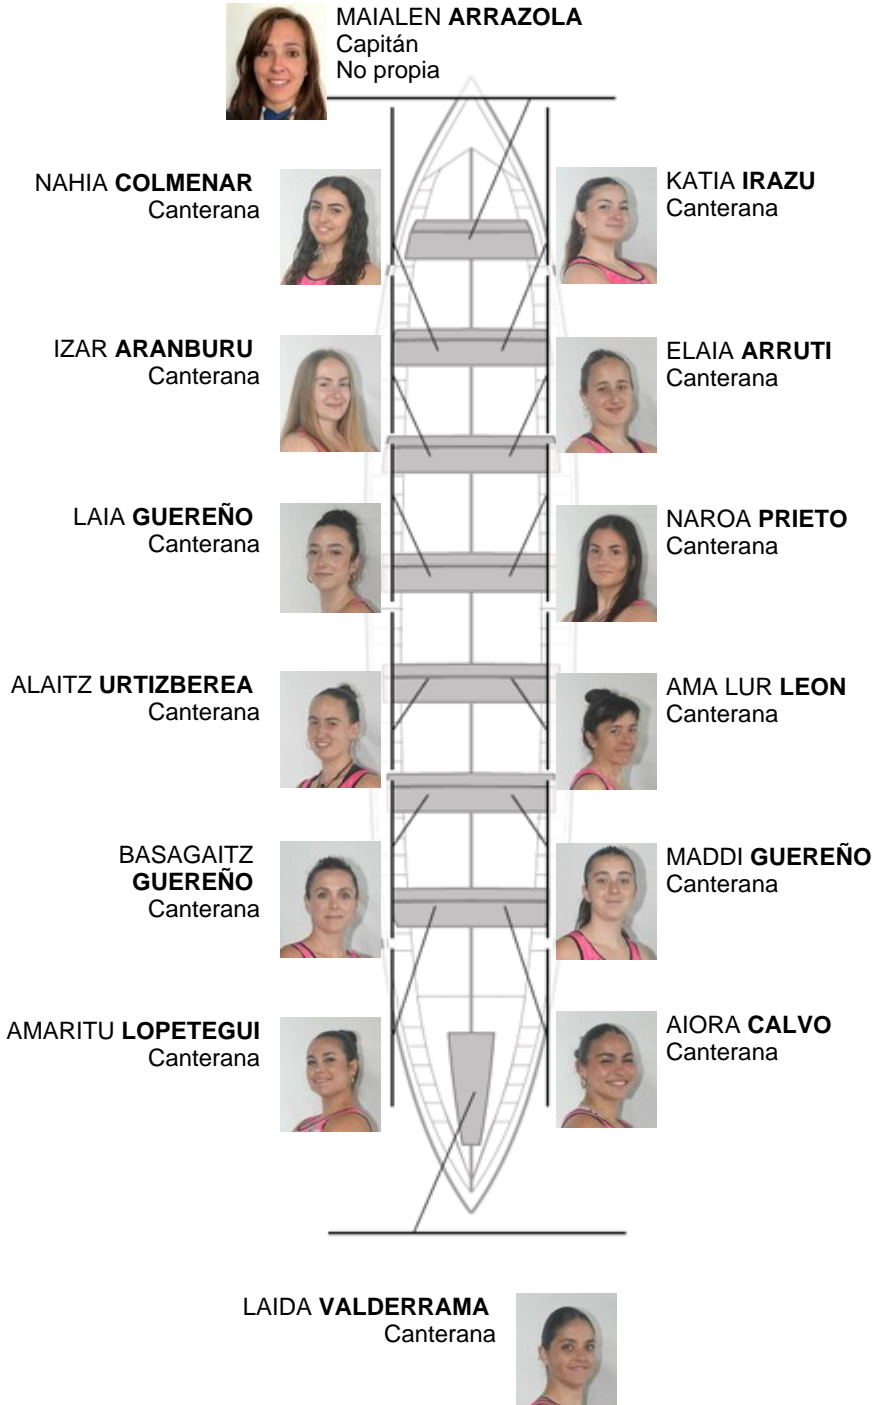 MAIALEN ARRAZOLA
Capitán
No propia
NAHIA COLMENAR
Canterana
KATIA IRAZU
Canterana
IZAR ARANBURU
Canterana
ELAIA ARRUTI
Canterana
LAIA GUEREÑO
Canterana
NAROA PRIETO
Canterana
ALAITZ URTIZBEREA
Canterana
AMA LUR LEON
Canterana
BASAGAITZ
GUEREÑO
Canterana
MADDI GUEREÑO
Canterana
AMARITU LOPETEGUI
Canterana
AIORA CALVO
Canterana
LAIDA VALDERRAMA
Canterana